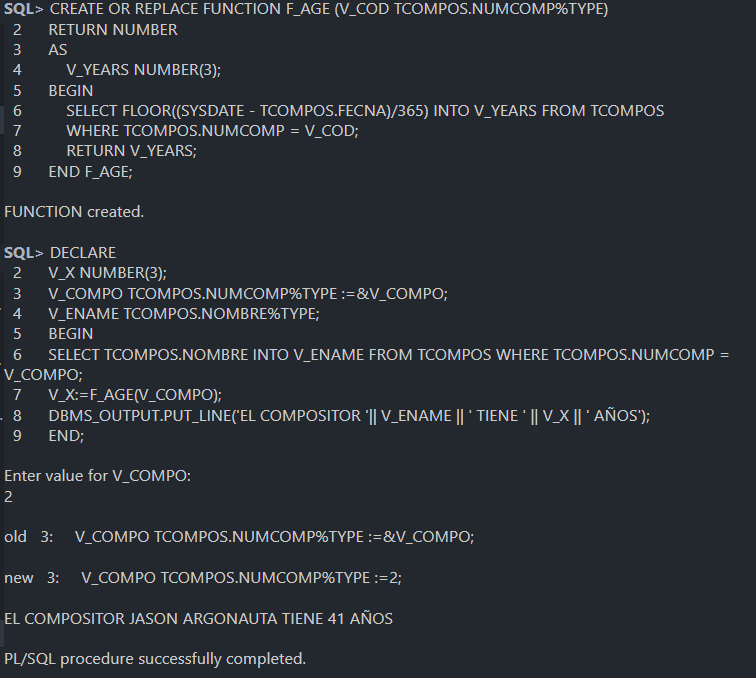 SQL> CREATE OR REPLACE FUNCTION F_AGE (V_COD TCOMPOS.NUMCOMP%TYPE)
2 RETURN NUMBER
3 AS
4 V_YEARS NUMBER(3);
5 BEGIN
6 SELECT FLOOR((SYSDATE - TCOMPOS.FECNA)/365) INTO V_YEARS FROM TCOMPOS
7 WHERE TCOMPOS.NUMCOMP = V_COD;
8 RETURN V_YEARS;
9 END F_AGE;
FUNCTION created.
SQL> DECLARE
2 V_X NUMBER(3);
3 V_COMPO TCOMPOS.NUMCOMP%TYPE :=&V_COMPO;
4 V_ENAME TCOMPOS.NOMBRE%TYPE;
5 BEGIN
6 SELECT TCOMPOS.NOMBRE INTO V_ENAME FROM TCOMPOS WHERE TCOMPOS.NUMCOMP =
V_COMPO;
7 V_X:=F_AGE(V_COMPO);
8 DBMS_OUTPUT.PUT_LINE('EL COMPOSITOR '|| V_ENAME || ' TIENE ' || V_X || ' AÑOS');
9 END;
Enter value for V_COMPO:
2
old 3: V_COMPO TCOMPOS.NUMCOMP%TYPE :=&V_COMPO;
new 3: V_COMPO TCOMPOS.NUMCOMP%TYPE :=2;
EL COMPOSITOR JASON ARGONAUTA TIENE 41 AÑOS
PL/SQL procedure successfully completed.